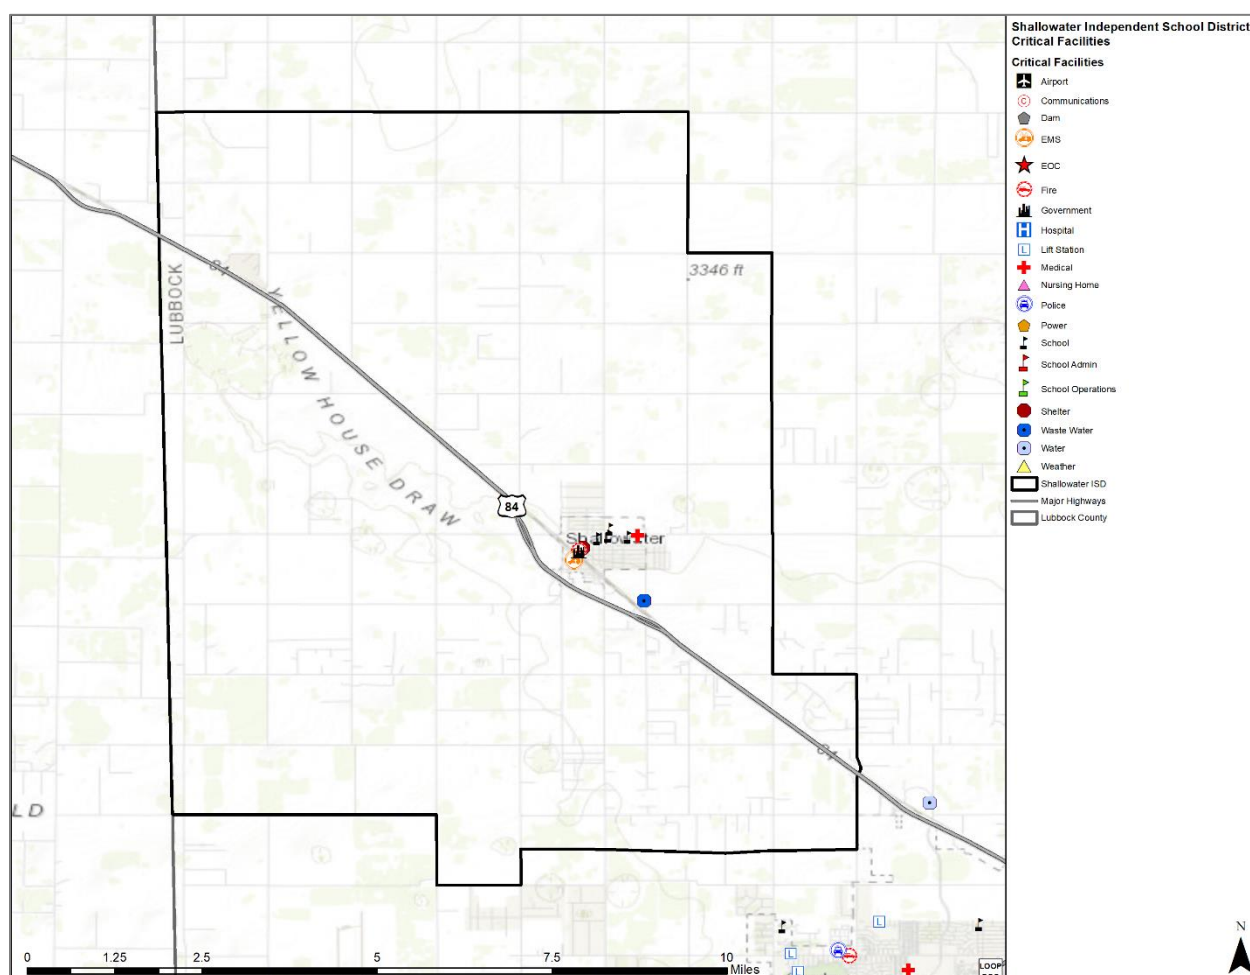 Shallowater Independent School District
Critical Facilities
Critical Facilities
Airport
C Communications
Dam
EMS
EOC
Fire
Government
H Hospital
L Lift Station
Medical
Nursing Home
Police
Power
School
School Admin
School Operations
Shelter
Waste Water
Water
Weather
Shallowater ISD
Major Highways
Lubbock County
LUBBOCK
84
3346 ft
YELLOW HOUSE DRAW
84
Shallowater
84
LD
L
L
L
LOOP
0 1.25 2.5 5 7.5 10
Miles
N